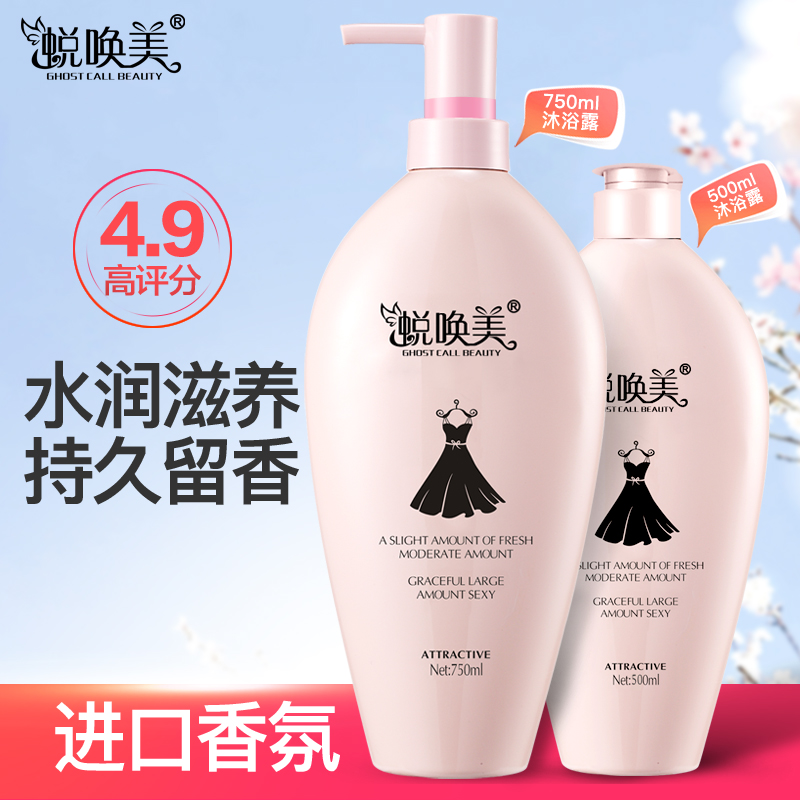 蜕唤美®
GHOST CALL BEAUTY
4.9
高评分
水润滋养
持久留香
进口香氛
750ml
沐浴露
500ml
沐浴露
蜕唤美®
GHOST CALL BEAUTY
A SLIGHT AMOUNT OF FRESH
MODERATE AMOUNT
GRACEFUL LARGE
AMOUNT SEXY
ATTRACTIVE
Net:750ml
唤美®
ST CALL BEAUTY
SLIGHT AMOUNT OF FRESH
MODERATE AMOUNT
GRACEFUL LARGE
AMOUNT SEXY
ATTRACTIVE
Net:500ml